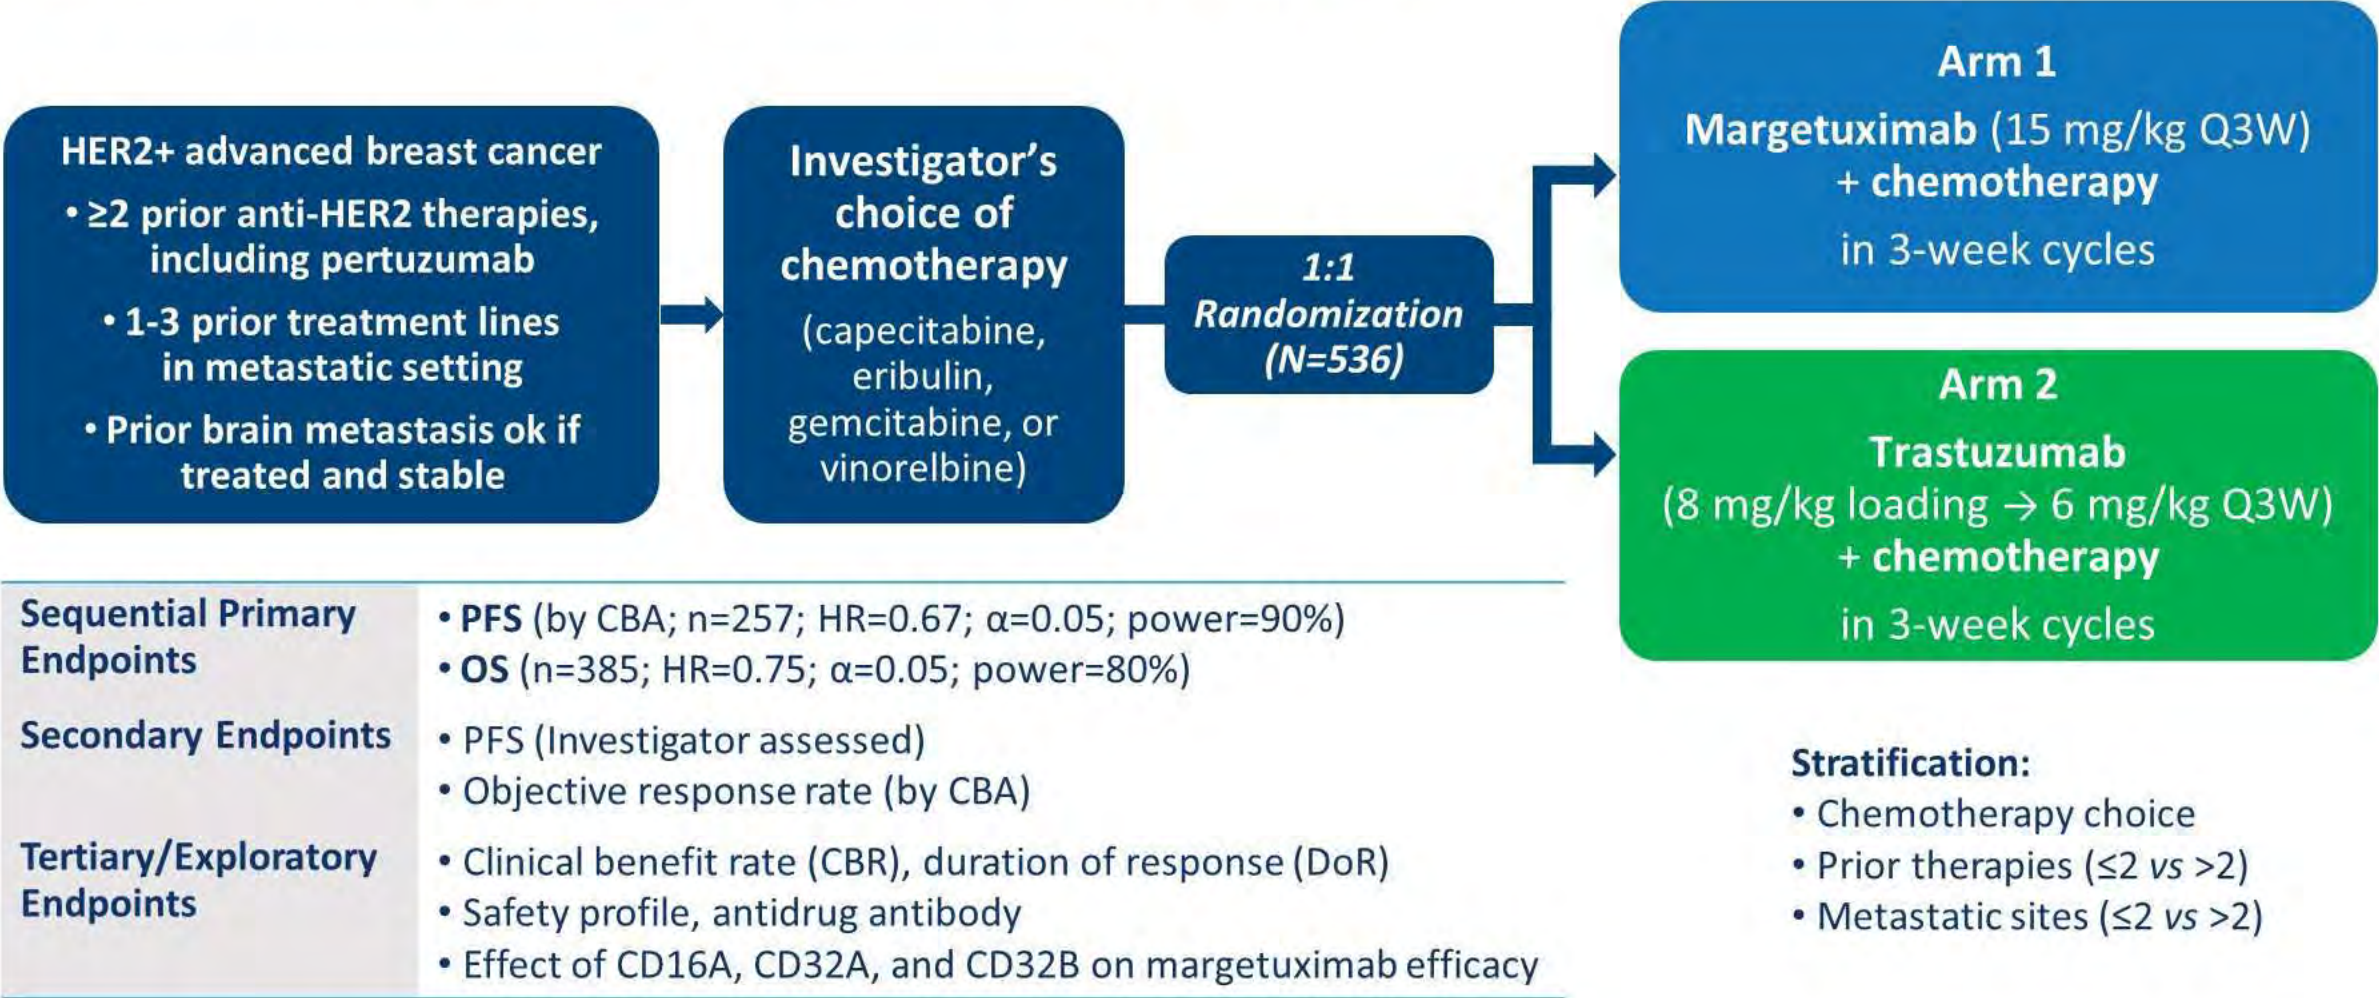 HER2+ advanced breast cancer
• ≥2 prior anti-HER2 therapies,
including pertuzumab
• 1-3 prior treatment lines
in metastatic setting
• Prior brain metastasis ok if
treated and stable
Investigator's
choice of
chemotherapy
(capecitabine,
eribulin,
gemcitabine, or
vinorelbine)
1:1
Randomization
(N=536)
Arm 1
Margetuximab (15 mg/kg Q3W)
+ chemotherapy
in 3-week cycles
Arm 2
Trastuzumab
(8 mg/kg loading → 6 mg/kg Q3W)
+ chemotherapy
in 3-week cycles
Sequential Primary
Endpoints
• PFS (by CBA; n=257; HR=0.67; α=0.05; power=90%)
• OS (n=385; HR=0.75; α=0.05; power=80%)
Secondary Endpoints
• PFS (Investigator assessed)
• Objective response rate (by CBA)
Tertiary/Exploratory
Endpoints
• Clinical benefit rate (CBR), duration of response (DoR)
• Safety profile, antidrug antibody
• Effect of CD16A, CD32A, and CD32B on margetuximab efficacy
Stratification:
• Chemotherapy choice
• Prior therapies (≤2 vs >2)
• Metastatic sites (≤2 vs >2)